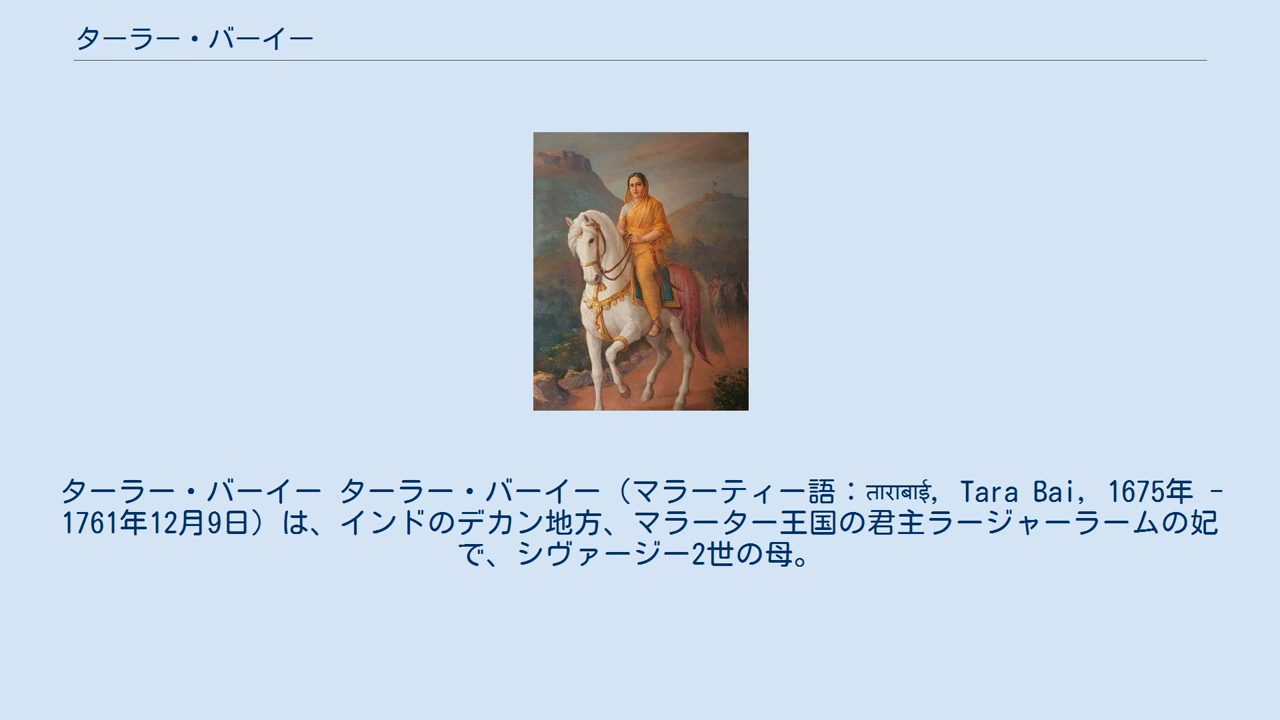 ターラー・バーイー
ターラー・バーイー ターラー・バーイー（マラーティー語：ताराबाई, Tara Bai, 1675年 -
1761年12月9日）は、インドのデカン地方、マラーター王国の君主ラージャーラームの妃
で、シヴァージー2世の母。